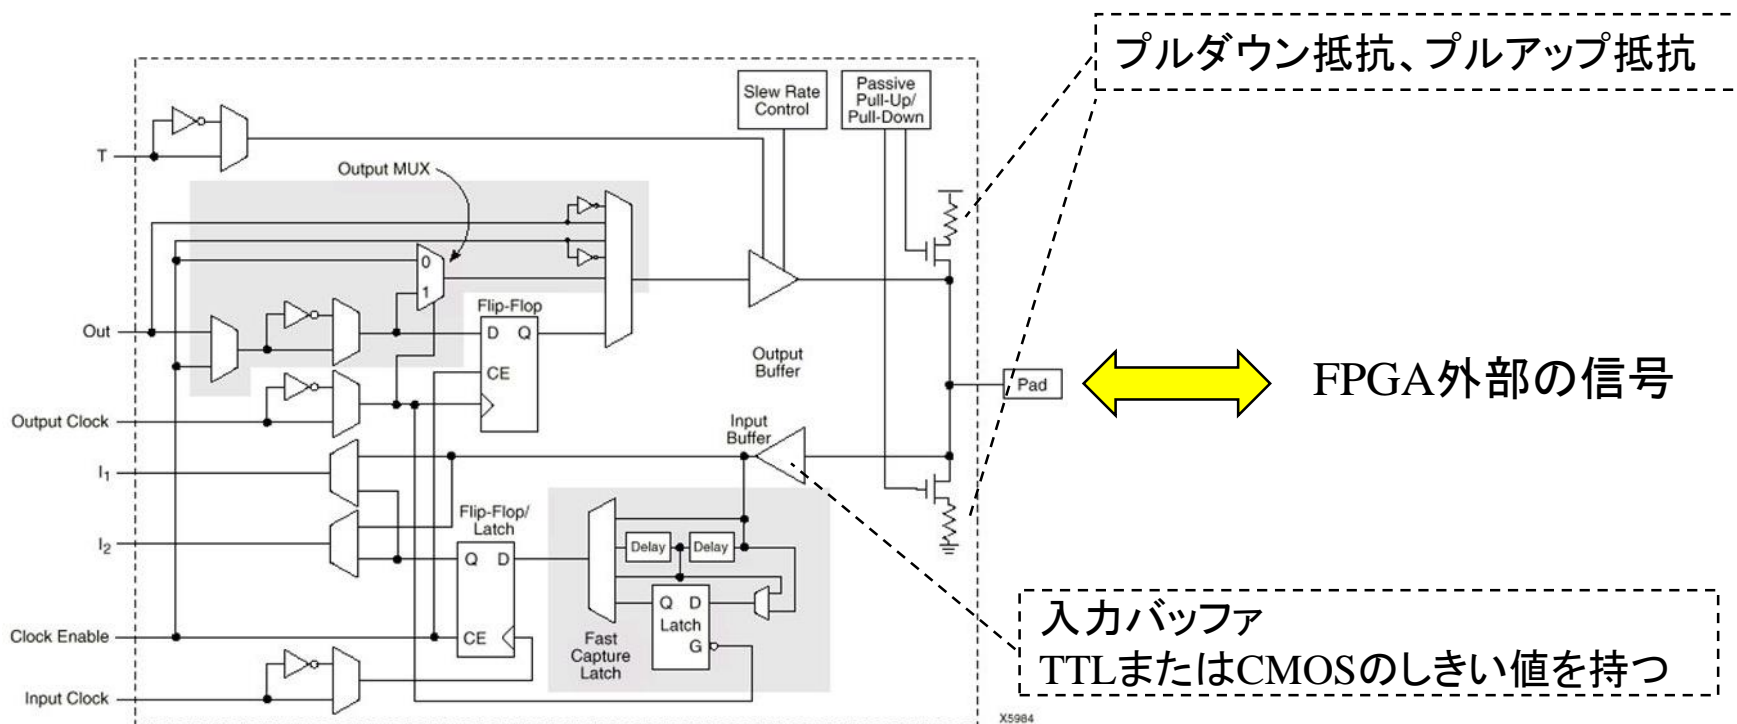 プルダウン抵抗、プルアップ抵抗
Slew Rate
Control
Passive
Pull-Up/
Pull-Down
T
Output MUX
0
1
Flip-Flop
D Q
CE
Out
Output
Buffer
Pad
FPGA外部の信号
Output Clock
Input
Buffer
I1
Flip-Flop/
Latch
I2
Q D
CE
Delay
Delay
Q D
Latch
G
Fast
Capture
Latch
Clock Enable
Input Clock
入力バッファ
TTLまたはCMOSのしきい値を持つ
X5984